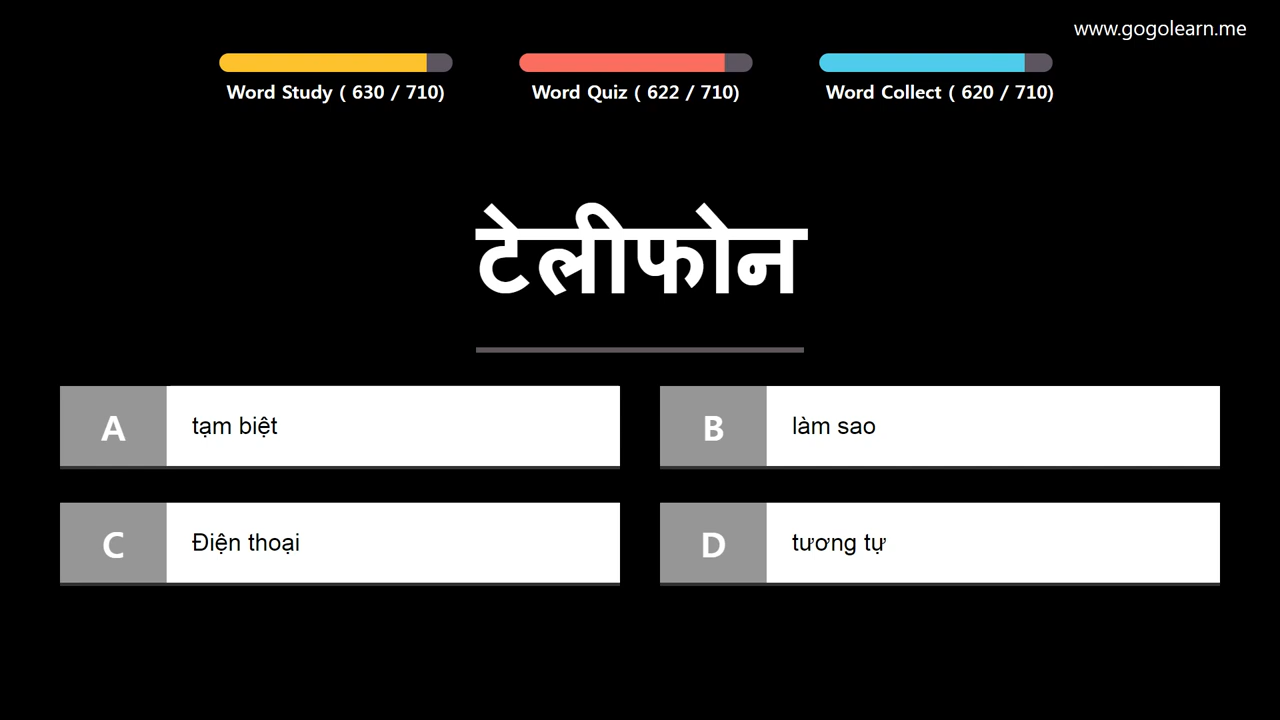 www.gogolearn.me
Word Study ( 630 / 710)
Word Quiz ( 622 / 710)
Word Collect ( 620 / 710)
टेलीफोन
A tạm biệt
B làm sao
C Điện thoại
D tương tự